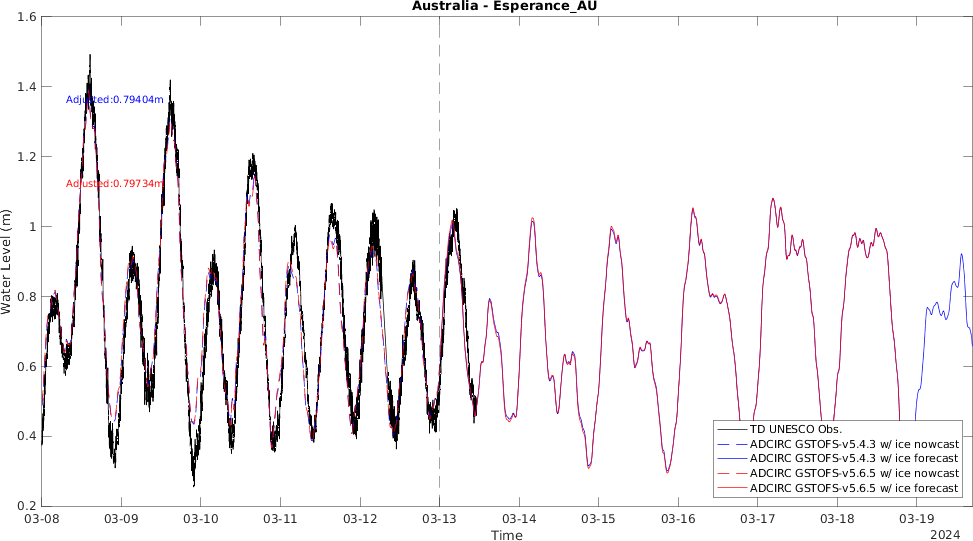 Australia - Esperance_AU
1.6
1.4
1.2
1
0.8
0.6
0.4
0.2
Water Level (m)
Adjusted:0.79404m
Adjusted:0.79734m
TD UNESCO Obs.
ADCIRC GSTOFS-v5.4.3 w/ ice nowcast
ADCIRC GSTOFS-v5.4.3 w/ ice forecast
ADCIRC GSTOFS-v5.6.5 w/ ice nowcast
ADCIRC GSTOFS-v5.6.5 w/ ice forecast
03-08 03-09 03-10 03-11 03-12 03-13 03-14 03-15 03-16 03-17 03-18 03-19
2024
Time